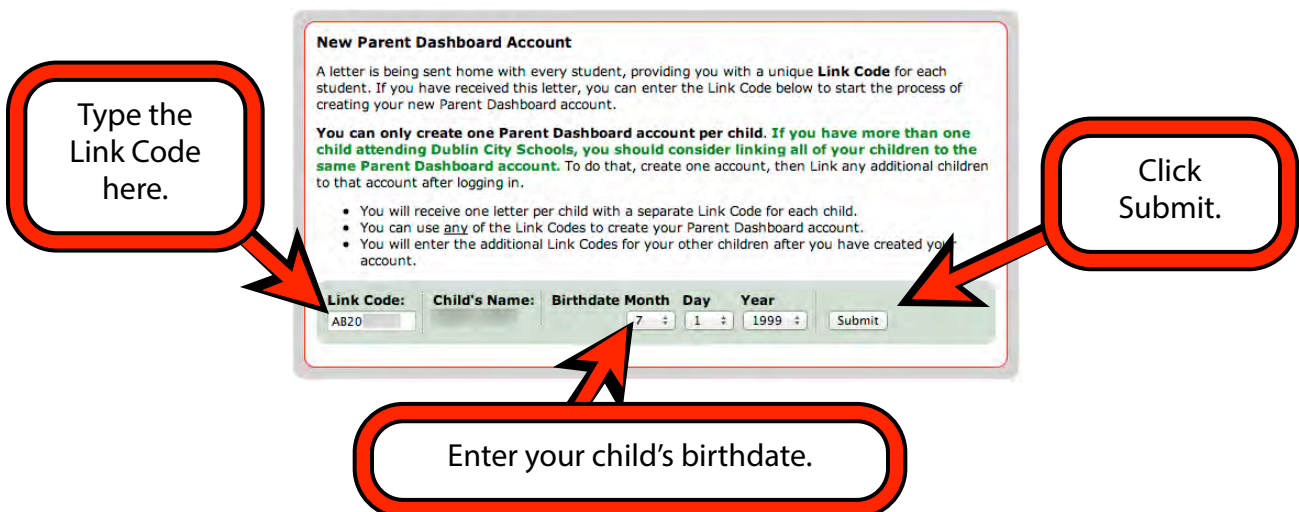 New Parent Dashboard Account
A letter is being sent home with every student, providing you with a unique Link Code for each
student. If you have received this letter, you can enter the Link Code below to start the process of
creating your new Parent Dashboard account.
You can only create one Parent Dashboard account per child. If you have more than one
child attending Dublin City Schools, you should consider linking all of your children to the
same Parent Dashboard account. To do that, create one account, then Link any additional children
to that account after logging in.
• You will receive one letter per child with a separate Link Code for each child.
• You can use any of the Link Codes to create your Parent Dashboard account.
• You will enter the additional Link Codes for your other children after you have created your
account.
Link Code: Child's Name: Birthdate Month Day Year
AB20 7 1 1999 Submit
Type the
Link Code
here.
Click
Submit.
Enter your child’s birthdate.